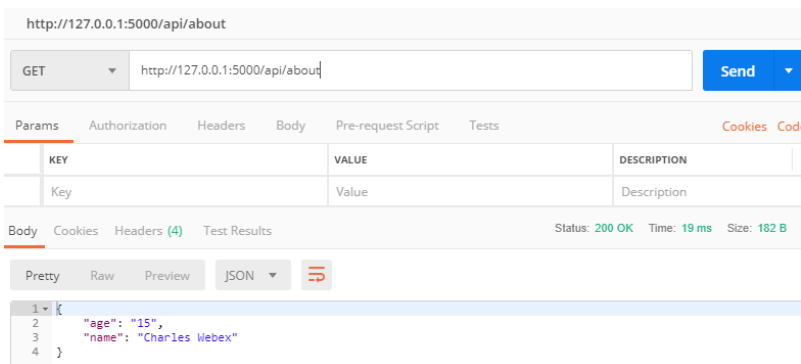 http://127.0.0.1:5000/api/about
GET http://127.0.0.1:5000/api/about Send
Params Authorization Headers Body Pre-request Script Tests Cookies Code
KEY VALUE DESCRIPTION
Key Value Description
Body Cookies Headers (4) Test Results Status: 200 OK Time: 19 ms Size: 182 B
Pretty Raw Preview JSON
1 {
2 "age": "15",
3 "name": "Charles Webex"
4 }